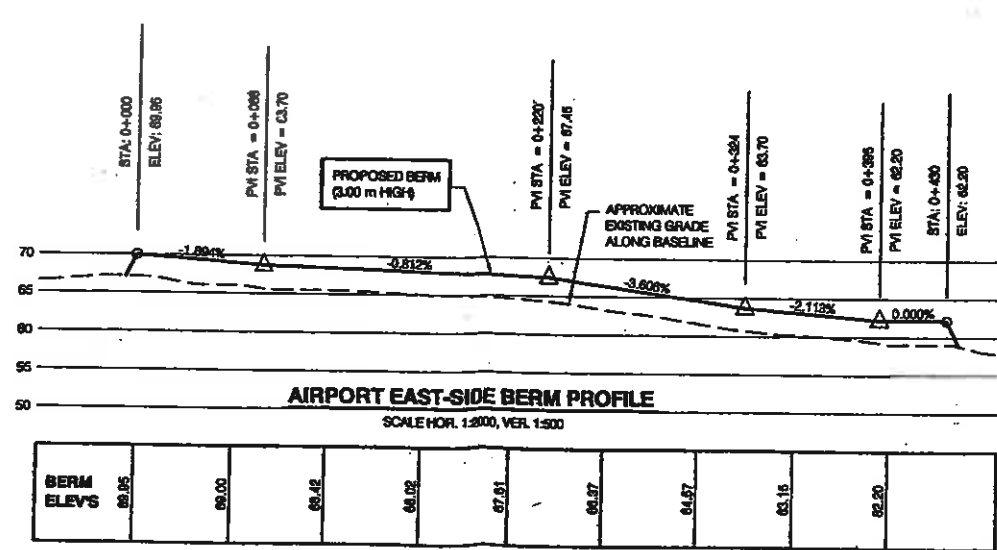 STA: 0+000
ELEV: 69.95
PVI STA = 0+066
PVI ELEV = 63.70
PVI STA = 0+220
PVI ELEV = 67.45
PVI STA = 0+324
PVI ELEV = 63.70
PVI STA = 0+395
PVI ELEV = 62.20
STA: 0+430
ELEV: 62.20
PROPOSED BERM
(3.00 m HIGH)
APPROXIMATE
EXISTING GRADE
ALONG BASELINE
70
65
60
55
50
-1.894%
-0.812%
-3.606%
-2.113%
0.000%
AIRPORT EAST-SIDE BERM PROFILE
SCALE HOR. 1:2000, VER. 1:500
BERM
ELEV'S
69.95
69.00
68.42
68.02
67.61
66.37
64.57
63.15
62.20